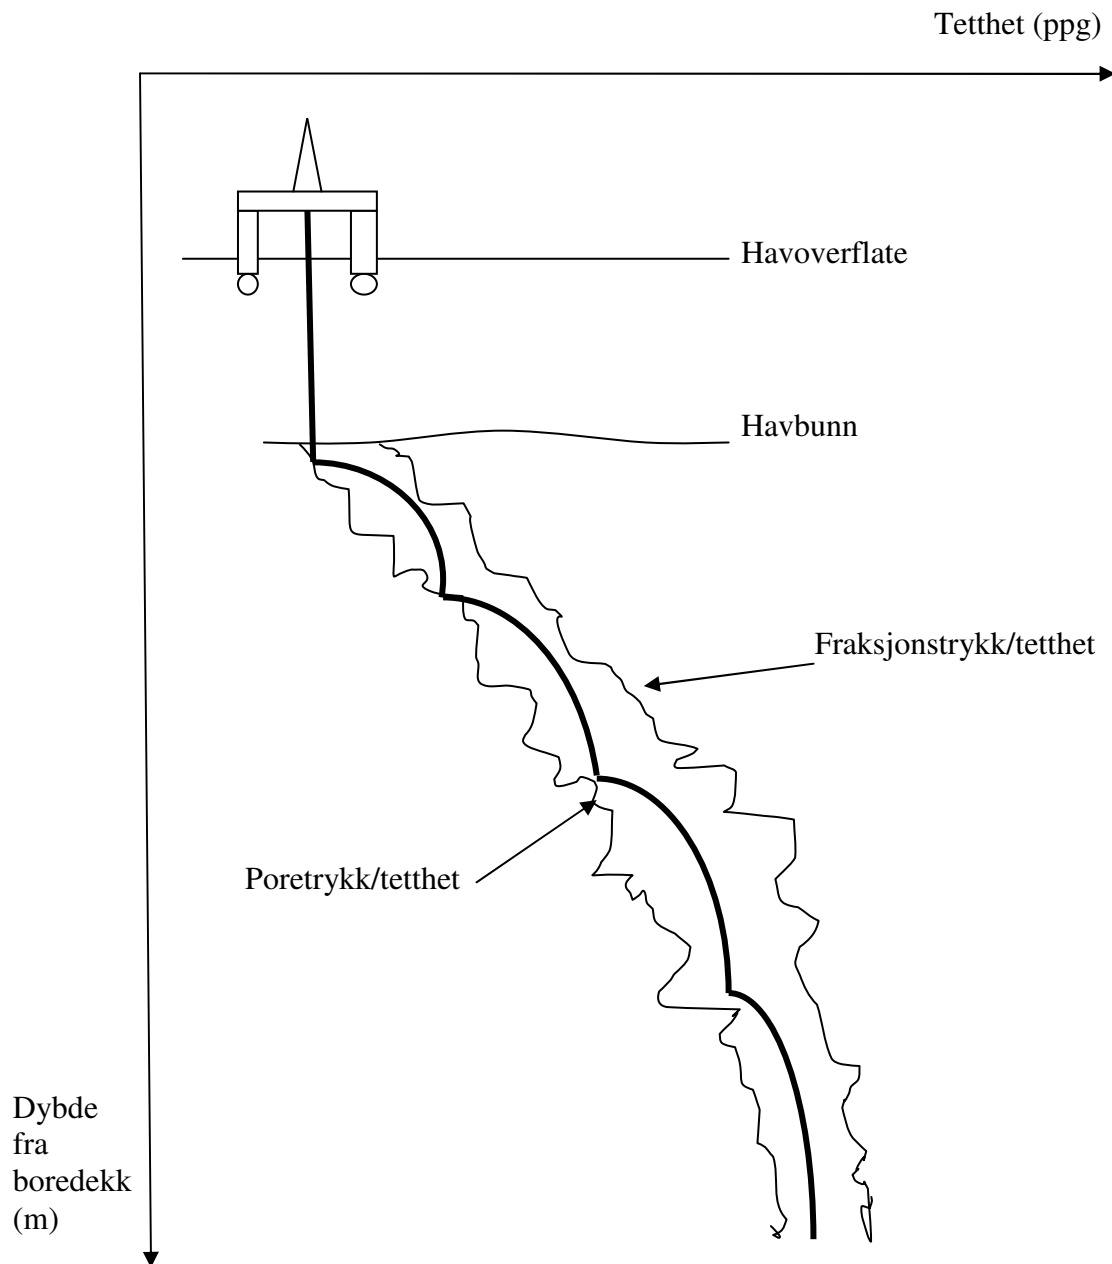 Tetthet (ppg)
Havoverflate
Havbunn
Fraksjonstrykk/tetthet
Poretrykk/tetthet
Dybde
fra
boredekk
(m)